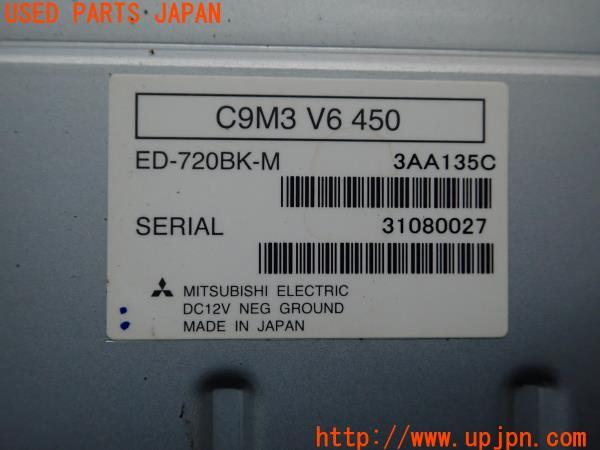 USED PARTS JAPAN
C9M3 V6 450
ED-720BK-M 3AA135C
SERIAL 31080027
MITSUBISHI ELECTRIC
DC12V NEG GROUND
MADE IN JAPAN
http://www.upjpn.com